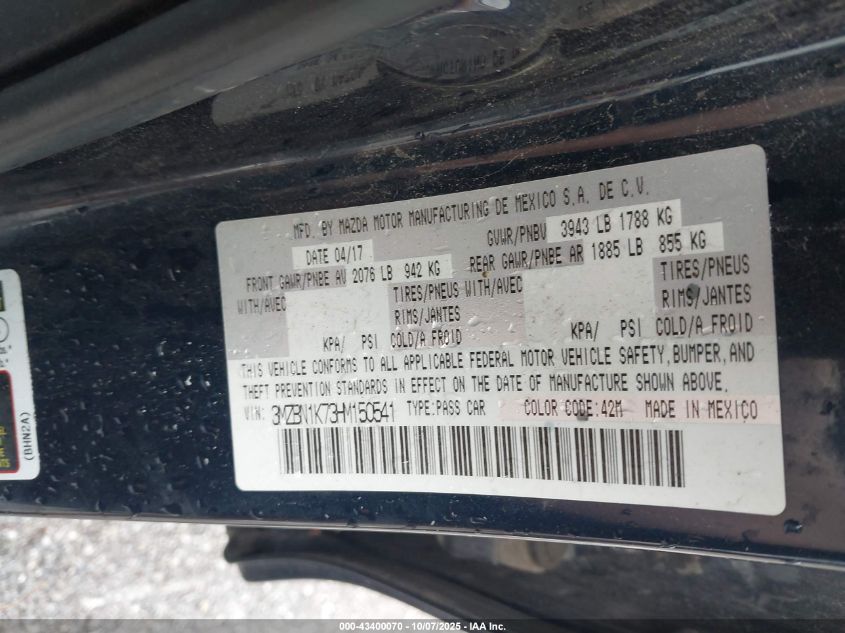 MFD. BY MAZDA MOTOR MANUFACTURING DE MEXICO S.A. DE C.V.
DATE 04/17 GVWR/PNBV 3943 LB 1788 KG
FRONT GAWR/PNBE AV 2076 LB 942 KG REAR GAWR/PNBE AR 1885 LB 855 KG
WITH/AVEC TIRES/PNEUS WITH/AVEC TIRES/PNEUS
RIMS/JANTES RIMS/JANTES
KPA/ PSI COLD/A FROID KPA/ PSI COLD/A FROID
THIS VEHICLE CONFORMS TO ALL APPLICABLE FEDERAL MOTOR VEHICLE SAFETY, BUMPER, AND
THEFT PREVENTION STANDARDS IN EFFECT ON THE DATE OF MANUFACTURE SHOWN ABOVE.
VIN: 3MZBN1K73HM150541 TYPE:PASS CAR COLOR CODE:42M MADE IN MEXICO
(BHN2A)
000-43400070 - 10/07/2025 - IAA Inc.